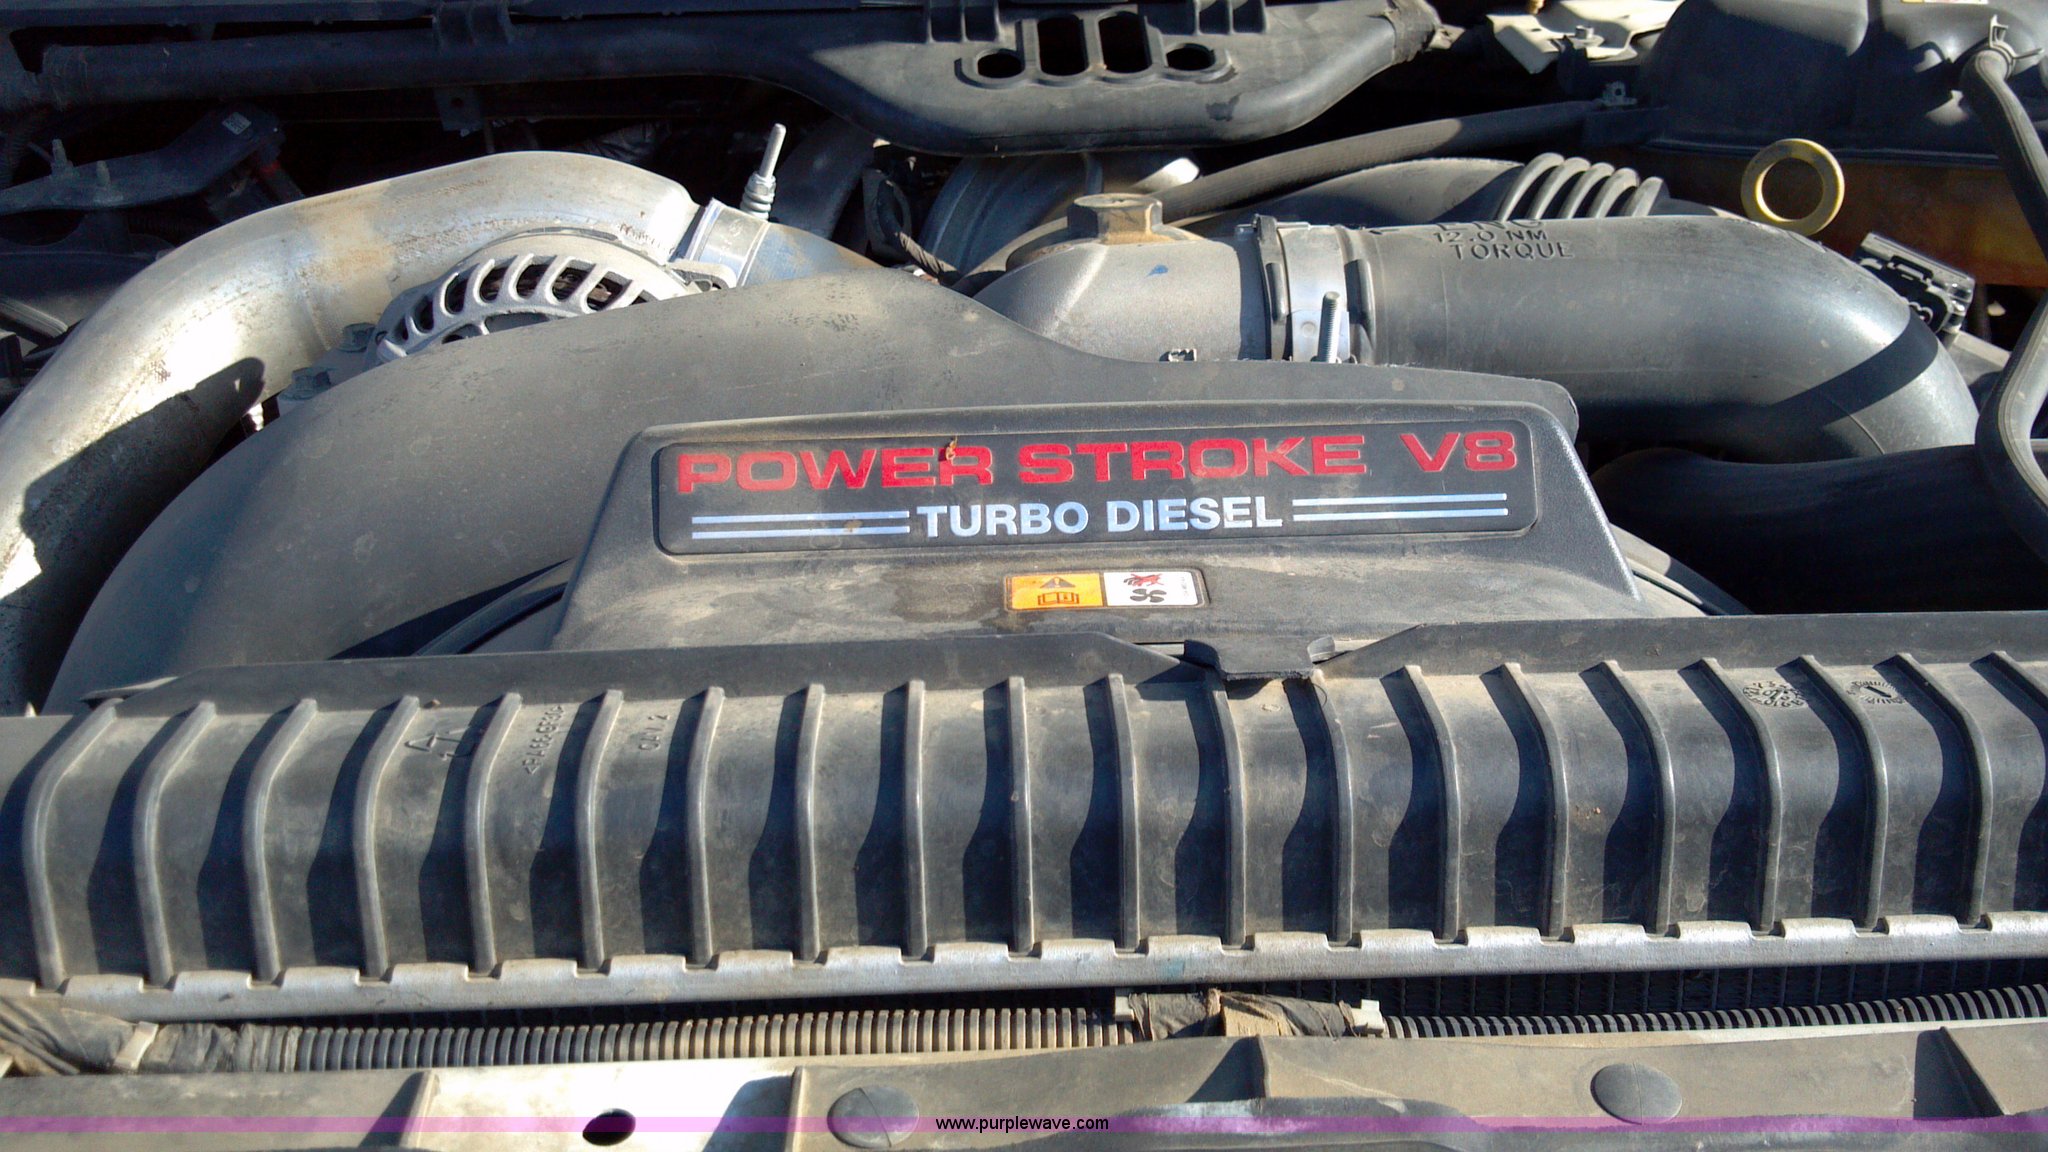 12.0 NM
TORQUE
POWER STROKE V8
TURBO DIESEL
www.purplewave.com